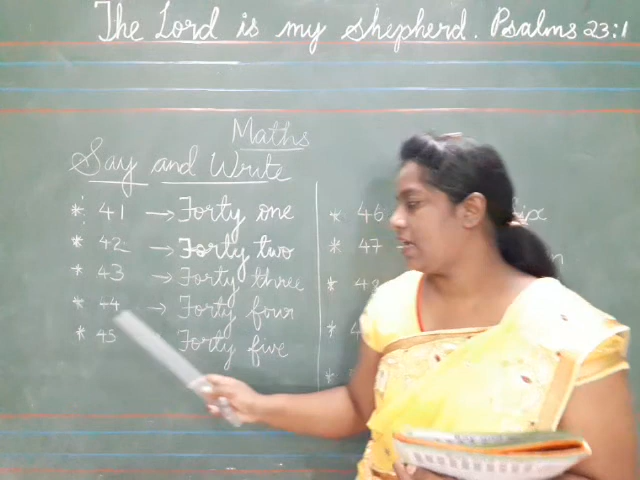 The Lord is my shepherd. Psalms 23:1
Maths
Say and Write
* 41 → Forty one
* 42 → Forty two
* 43 → Forty three
* 44 → Forty four
* 45 Forty five
* 46
* 47
*
*
*